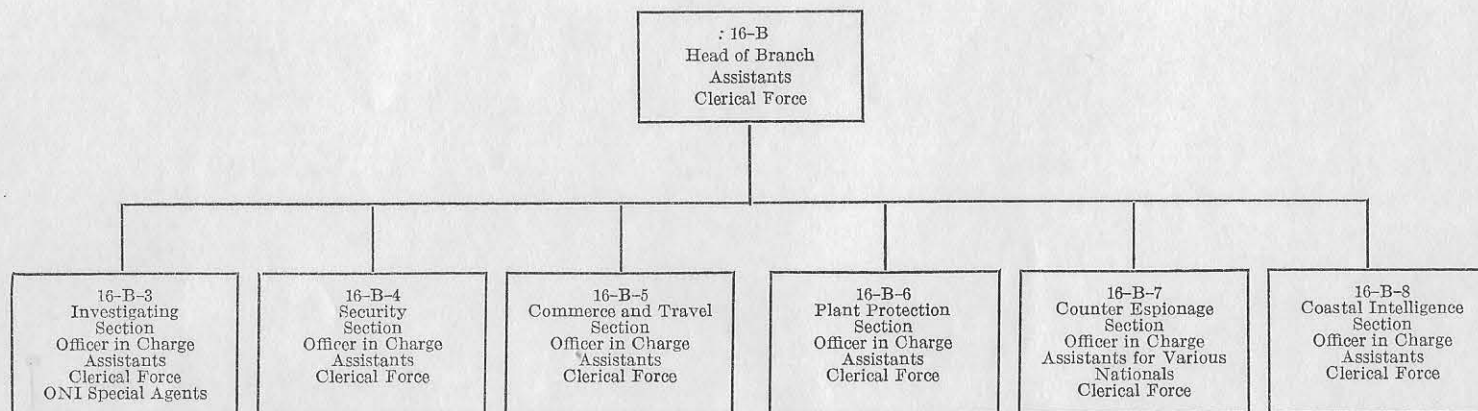 : 16-B
Head of Branch
Assistants
Clerical Force
16-B-3
Investigating
Section
Officer in Charge
Assistants
Clerical Force
ONI Special Agents
16-B-4
Security
Section
Officer in Charge
Assistants
Clerical Force
16-B-5
Commerce and Travel
Section
Officer in Charge
Assistants
Clerical Force
16-B-6
Plant Protection
Section
Officer in Charge
Assistants
Clerical Force
16-B-7
Counter Espionage
Section
Officer in Charge
Assistants for Various
Nationals
Clerical Force
16-B-8
Coastal Intelligence
Section
Officer in Charge
Assistants
Clerical Force